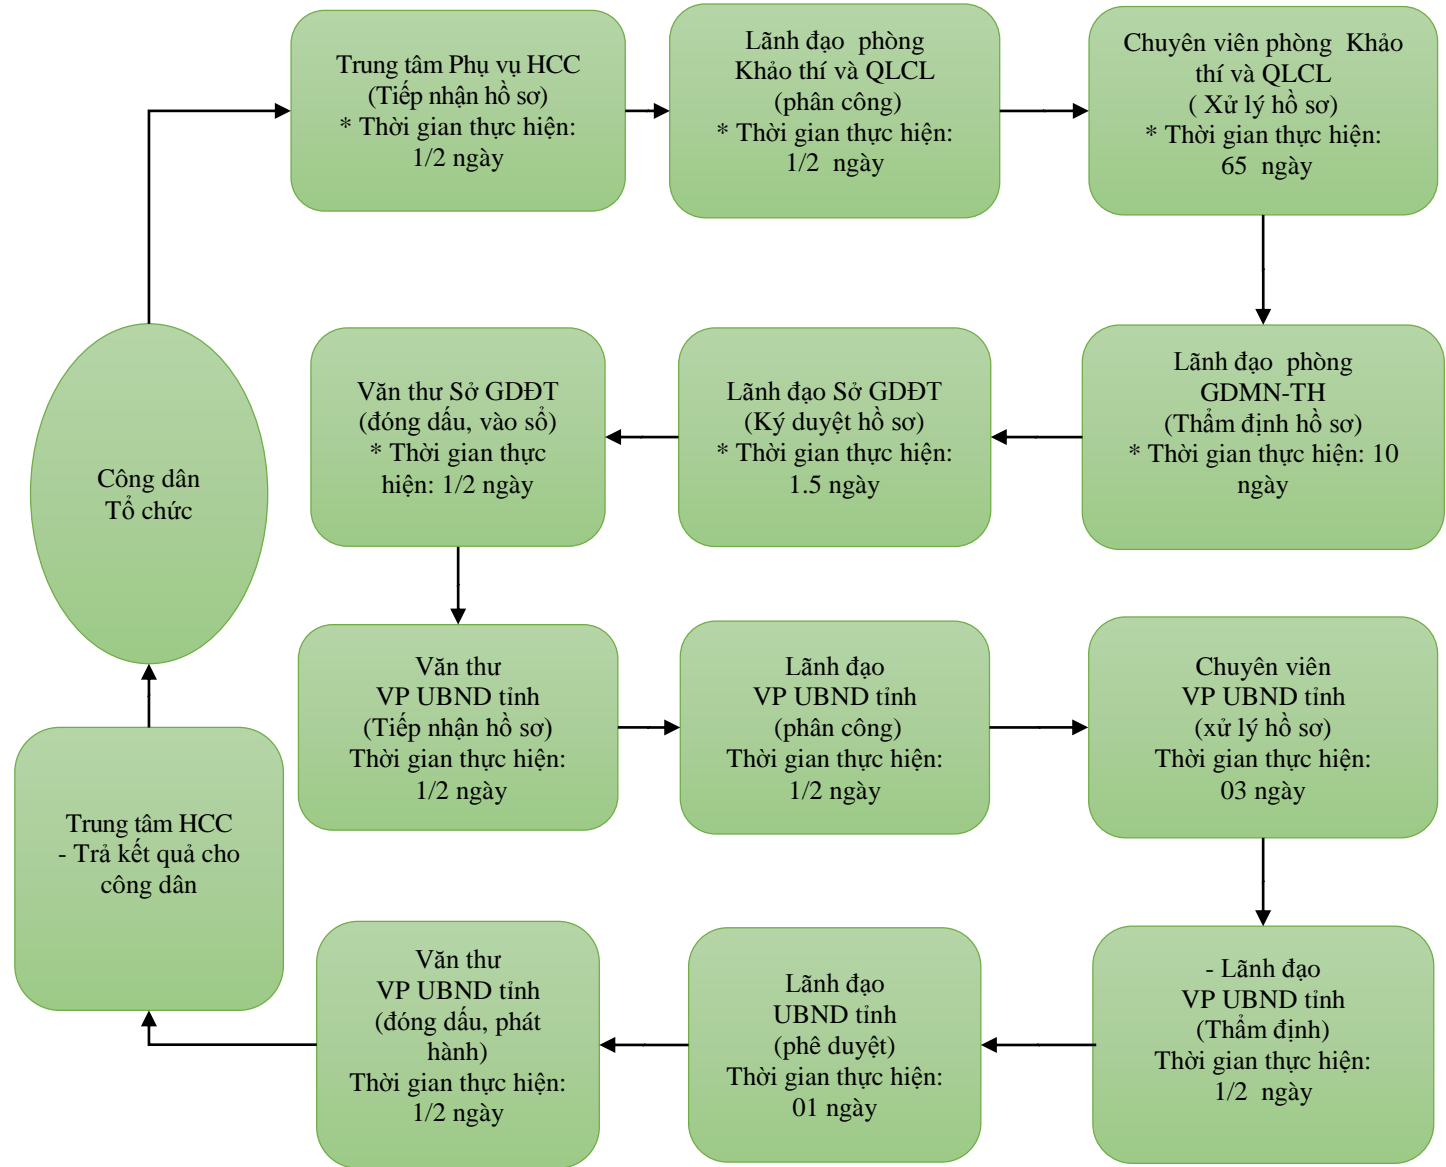 Trung tâm Phụ vụ HCC
(Tiếp nhận hồ sơ)
* Thời gian thực hiện:
1/2 ngày
Lãnh đạo phòng
Khảo thí và QLCL
(phân công)
* Thời gian thực hiện:
1/2 ngày
Chuyên viên phòng Khảo
thí và QLCL
( Xử lý hồ sơ)
* Thời gian thực hiện:
65 ngày
Lãnh đạo phòng
GDMN-TH
(Thẩm định hồ sơ)
* Thời gian thực hiện: 10
ngày
Lãnh đạo Sở GDĐT
(Ký duyệt hồ sơ)
* Thời gian thực hiện:
1.5 ngày
Văn thư Sở GDĐT
(đóng dấu, vào sổ)
* Thời gian thực
hiện: 1/2 ngày
Văn thư
VP UBND tỉnh
(Tiếp nhận hồ sơ)
Thời gian thực hiện:
1/2 ngày
Lãnh đạo
VP UBND tỉnh
(phân công)
Thời gian thực hiện:
1/2 ngày
Chuyên viên
VP UBND tỉnh
(xử lý hồ sơ)
Thời gian thực hiện:
03 ngày
- Lãnh đạo
VP UBND tỉnh
(Thẩm định)
Thời gian thực hiện:
1/2 ngày
Lãnh đạo
UBND tỉnh
(phê duyệt)
Thời gian thực hiện:
01 ngày
Văn thư
VP UBND tỉnh
(đóng dấu, phát
hành)
Thời gian thực hiện:
1/2 ngày
Trung tâm HCC
- Trả kết quả cho
công dân
Công dân
Tổ chức